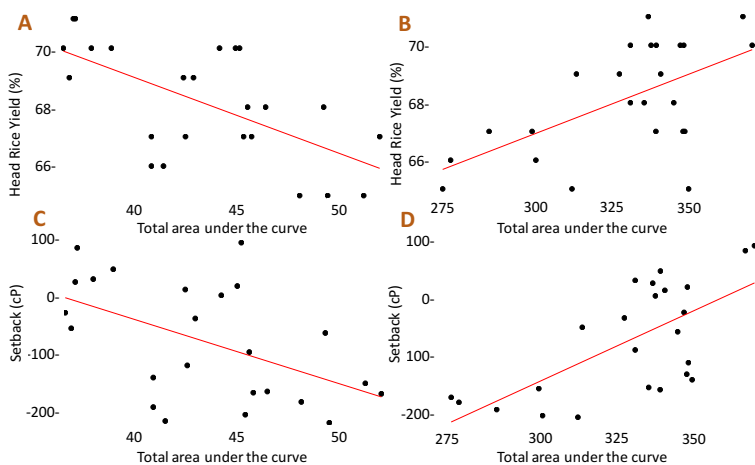 A
Head Rice Yield (%)
70-
68-
66-
40 45 50
Total area under the curve
B
Head Rice Yield (%)
70-
68-
66-
275 300 325 350
Total area under the curve
C
Setback (cP)
100-
0-
-100-
-200-
40 45 50
Total area under the curve
D
Setback (cP)
100-
0-
100-
-200-
275 300 325 350
Total area under the curve